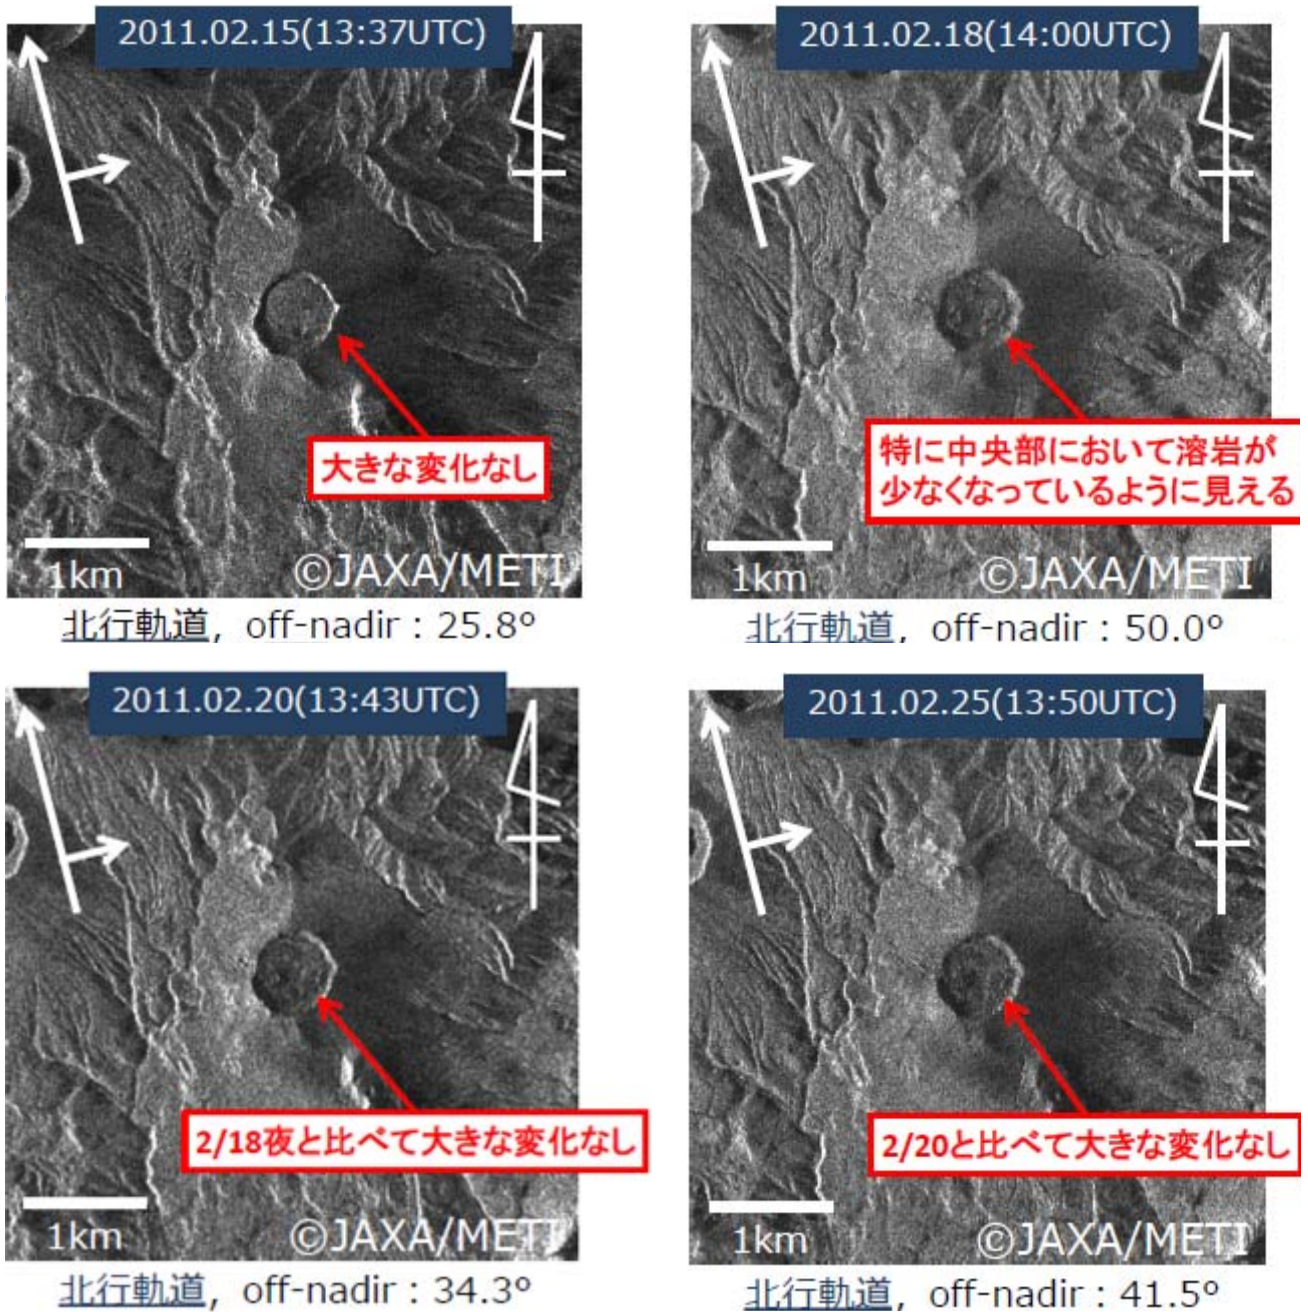 2011.02.15(13:37UTC)
大きな変化なし
1km
©JAXA/METI
北行軌道, off-nadir : 25.8°
2011.02.18(14:00UTC)
特に中央部において溶岩が
少なくなっているように見える
1km
©JAXA/METI
北行軌道, off-nadir : 50.0°
2011.02.20(13:43UTC)
2/18夜と比べて大きな変化なし
1km
©JAXA/METI
北行軌道, off-nadir : 34.3°
2011.02.25(13:50UTC)
2/20と比べて大きな変化なし
1km
©JAXA/METI
北行軌道, off-nadir : 41.5°